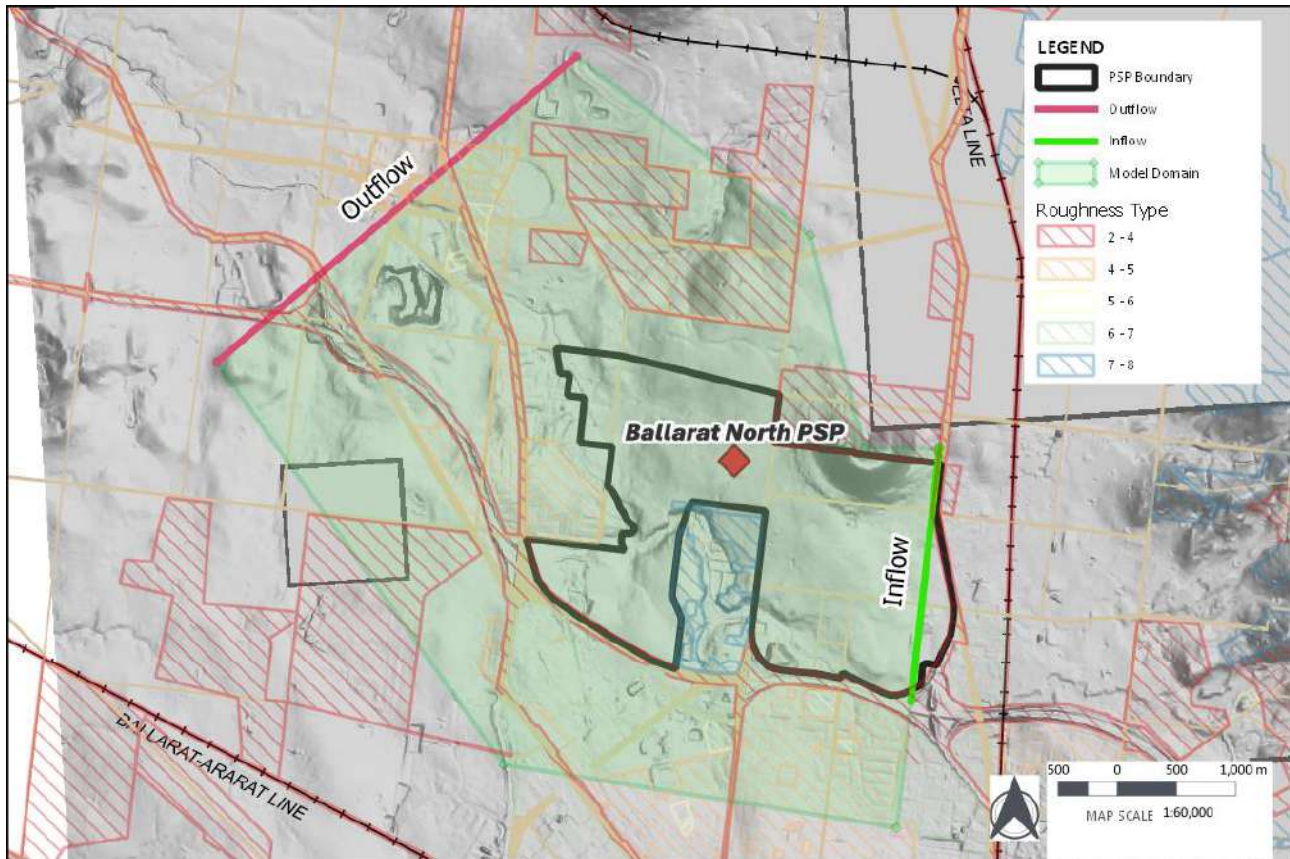 LEGEND
PSP Boundary
Outflow
Inflow
Model Domain
Roughness Type
2 - 4
4 - 5
5 - 6
6 - 7
7 - 8
LINE
Outflow
Ballarat North PSP
Inflow
BALLARAT-ARARAT LINE
500 0 500 1,000 m
MAP SCALE 1:60,000